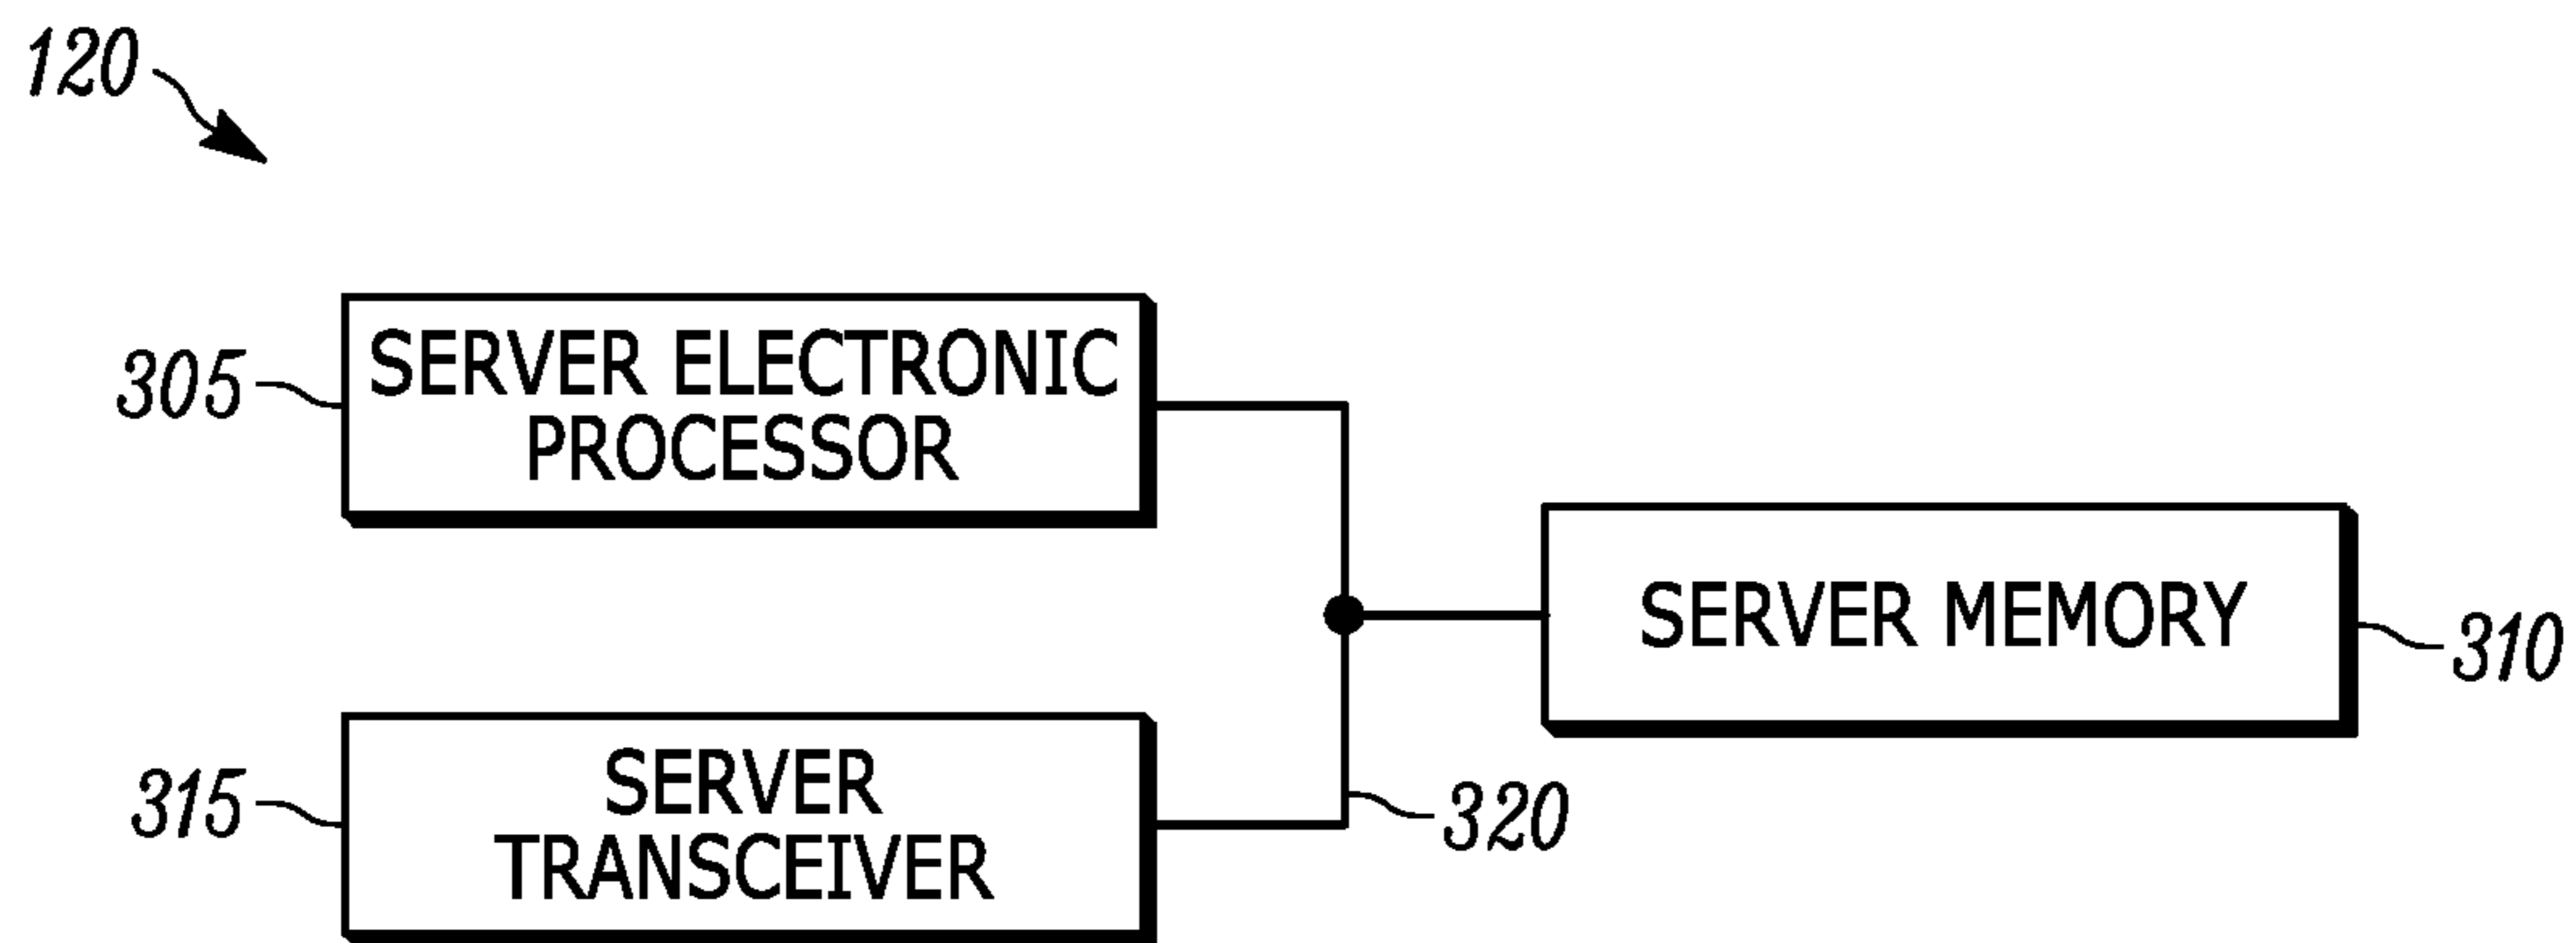 120
305
SERVER ELECTRONIC
PROCESSOR
SERVER MEMORY
310
315
SERVER
TRANSCEIVER
320